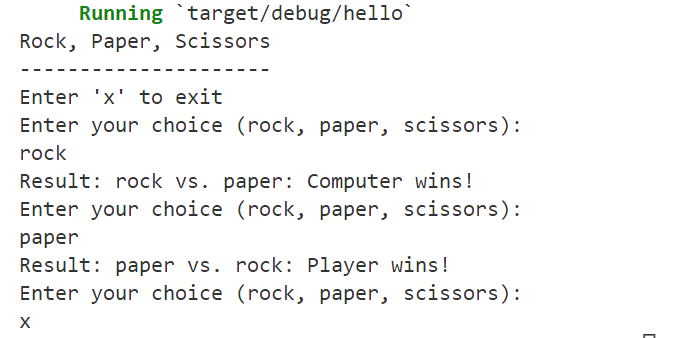 Running `target/debug/hello`
Rock, Paper, Scissors
---------------------
Enter 'x' to exit
Enter your choice (rock, paper, scissors):
rock
Result: rock vs. paper: Computer wins!
Enter your choice (rock, paper, scissors):
paper
Result: paper vs. rock: Player wins!
Enter your choice (rock, paper, scissors):
x